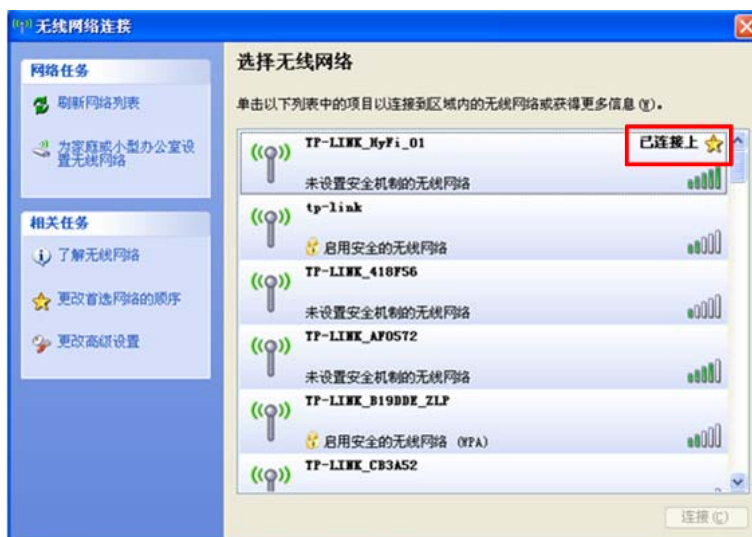 无线网络连接
网络任务
刷新网络列表
为家庭或小型办公室设
置无线网络
相关任务
了解无线网络
更改首选网络的顺序
更改高级设置
选择无线网络
单击以下列表中的项目以连接到区域内的无线网络或获得更多信息(W)。
TP-LINK_HyFi_01
已连接上
未设置安全机制的无线网络
tp-link
启用安全的无线网络
TP-LINK_418F56
未设置安全机制的无线网络
TP-LINK_AF0572
未设置安全机制的无线网络
TP-LINK_B19DDE_ZLP
启用安全的无线网络 (WPA)
TP-LINK_CB3A52
连接(C)